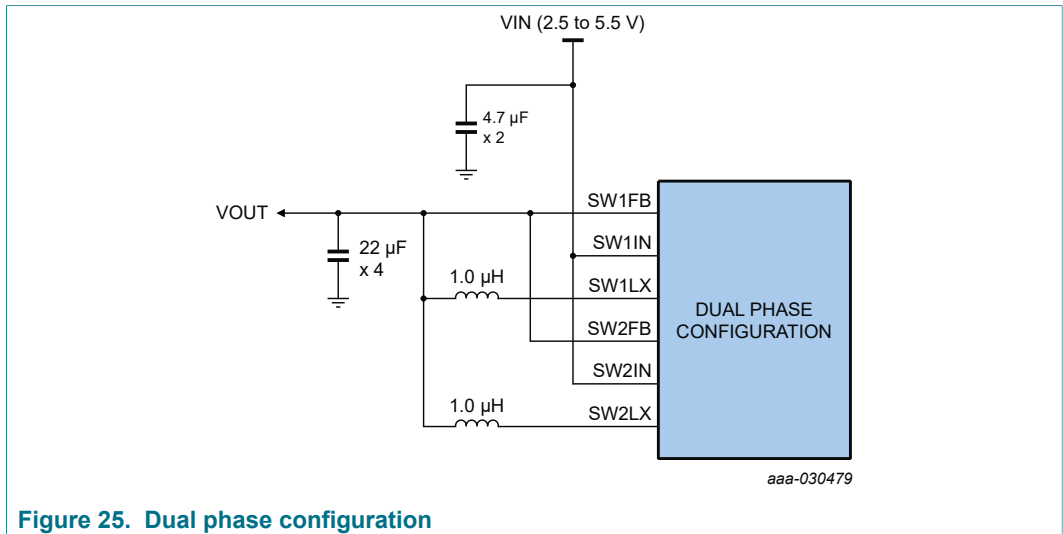 VIN (2.5 to 5.5 V)
4.7 µF
x 2
SW1FB
VOUT
SW1IN
22 µF
x 4
1.0 µH
SW1LX
DUAL PHASE
CONFIGURATION
SW2FB
SW2IN
1.0 µH
SW2LX
aaa-030479
Figure 25. Dual phase configuration